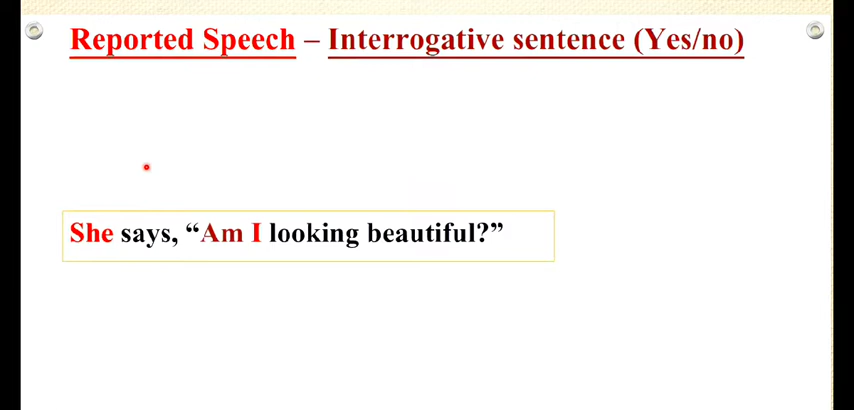 Reported Speech – Interrogative sentence (Yes/no)
She says, “Am I looking beautiful?”